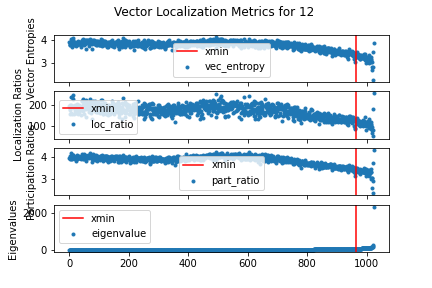 Vector Localization Metrics for 12
Vector Entropies
4
3
xmin
vec_entropy
Localization Ratios
200
100
xmin
loc_ratio
Participation Ratios
4
3
xmin
part_ratio
Eigenvalues
2000
0
xmin
eigenvalue
0 200 400 600 800 1000